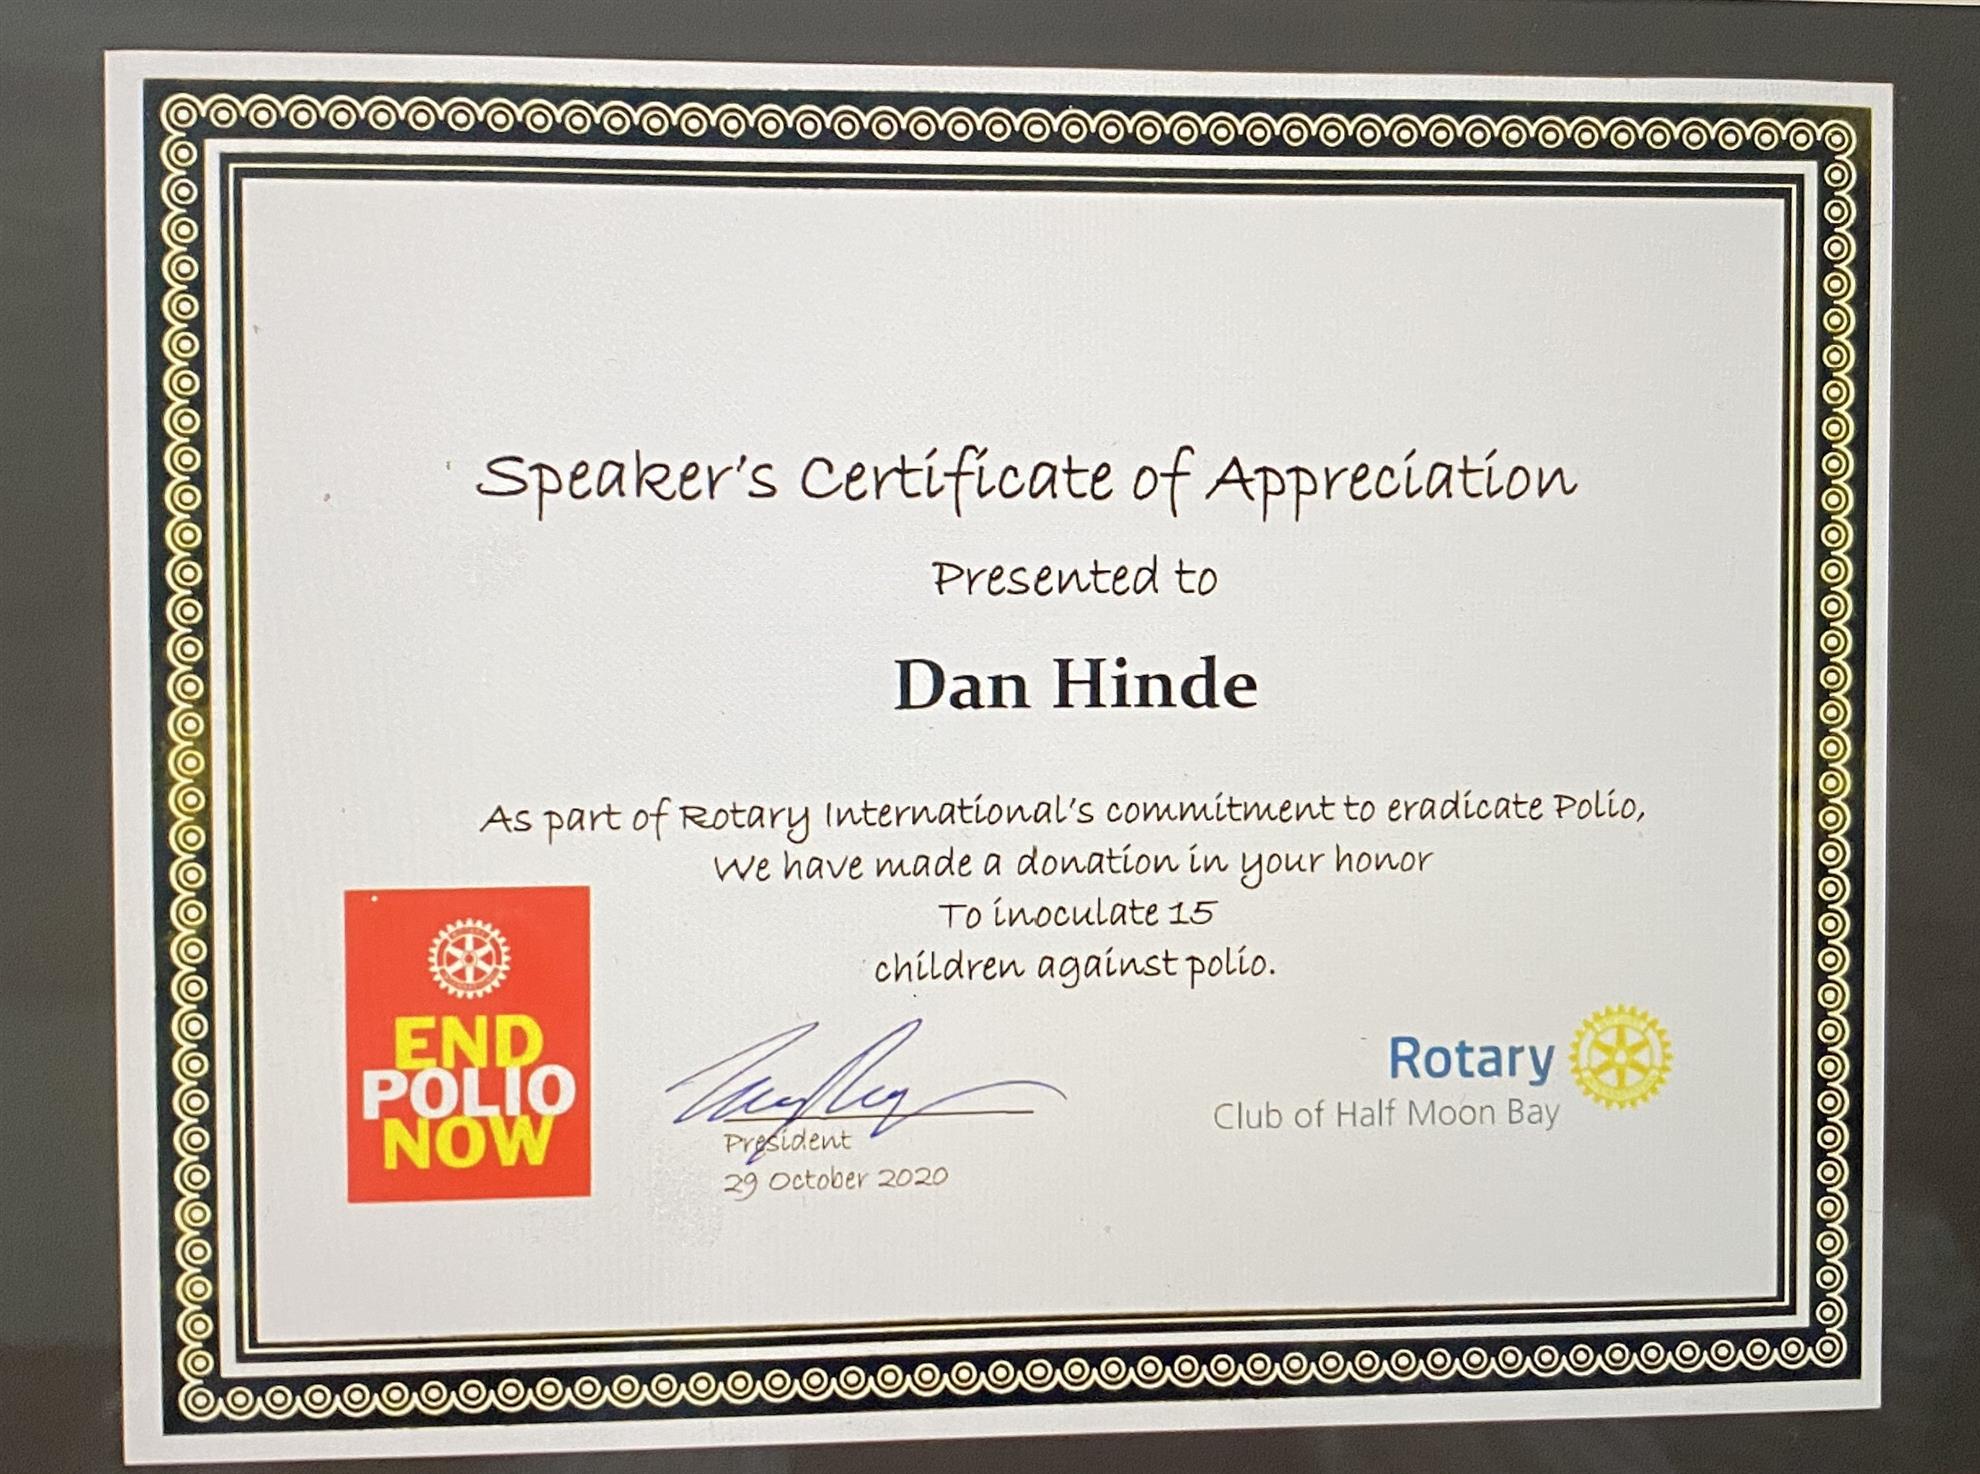 Speaker's Certificate of Appreciation
Presented to
Dan Hinde
As part of Rotary International's commitment to eradicate Polio,
We have made a donation in your honor
To inoculate 15
children against polio.
END
POLIO
NOW
President
29 October 2020
Rotary
Club of Half Moon Bay